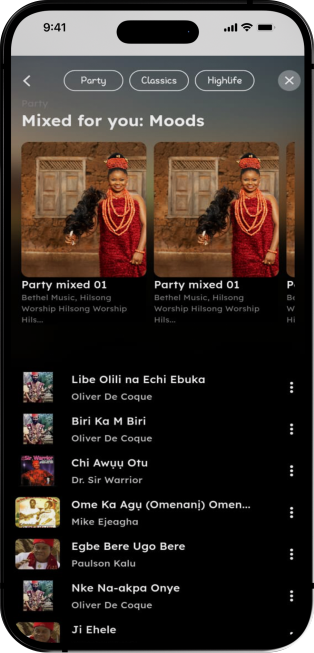 9:41
Party Classics Highlife
Party
Mixed for you: Moods
Party mixed 01
Bethel Music, Hilsong
Worship Hilsong Worship
Hils...
Party mixed 01
Bethel Music, Hilsong
Worship Hilsong Worship
Hils...
P
Be
W
Hi
Libe Olili na Echi Ebuka
Oliver De Coque
Biri Ka M Biri
Oliver De Coque
Sir Warrior
Chi Awụụ Otu
Dr. Sir Warrior
Ome Ka Agụ (Omenanị) Omen...
Mike Ejeagha
Egbe Bere Ugo Bere
Paulson Kalu
Nke Na-akpa Onye
Oliver De Coque
Ji Ehele